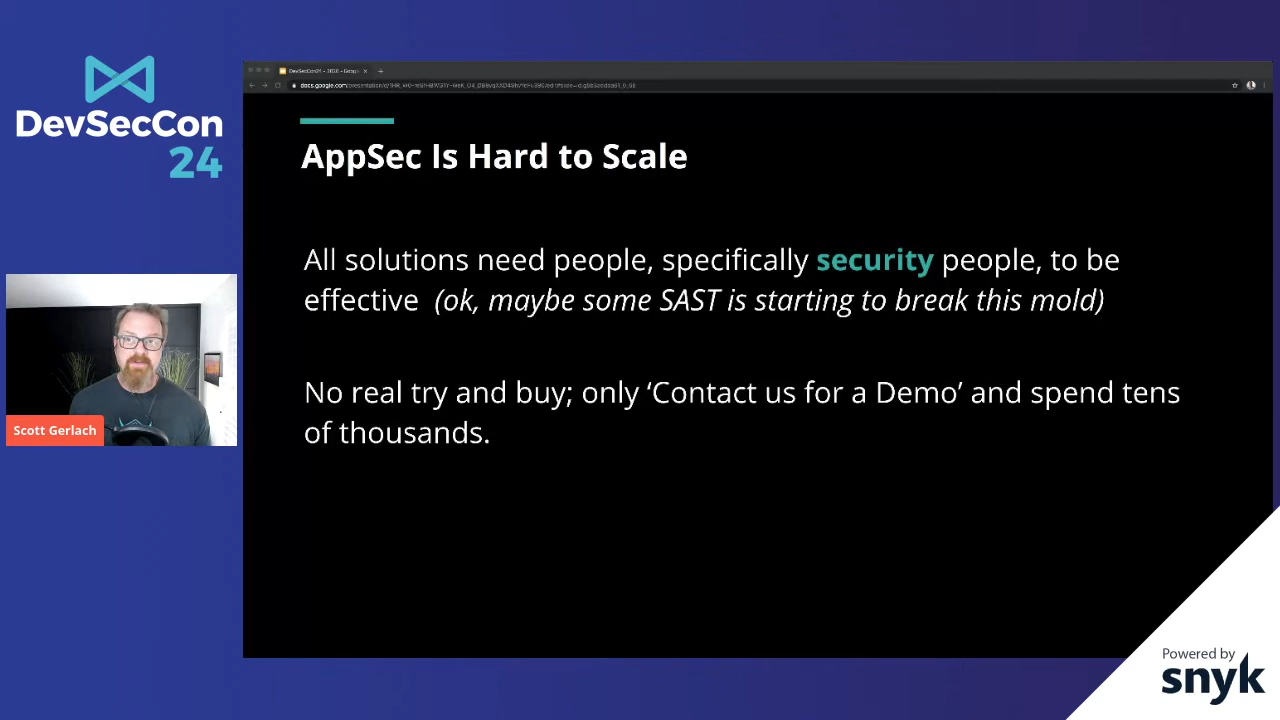 DevSecCon
24
Scott Gerlach
AppSec Is Hard to Scale
All solutions need people, specifically security people, to be
effective (ok, maybe some SAST is starting to break this mold)
No real try and buy; only ‘Contact us for a Demo’ and spend tens
of thousands.
Powered by
snyk